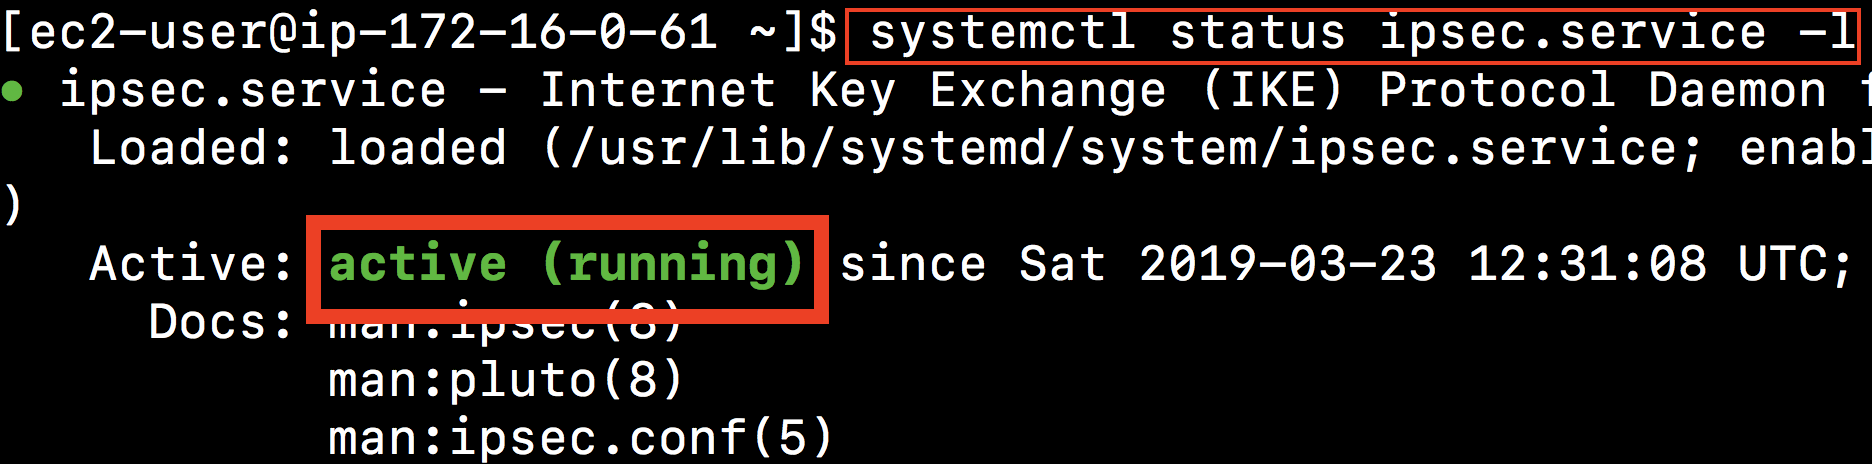 [ec2-user@ip-172-16-0-61 ~]$ systemctl status ipsec.service -l
● ipsec.service - Internet Key Exchange (IKE) Protocol Daemon
Loaded: loaded (/usr/lib/systemd/system/ipsec.service; enabl
)
Active: active (running) since Sat 2019-03-23 12:31:08 UTC;
Docs: man:ipsec(8)
man:pluto(8)
man:ipsec.conf(5)